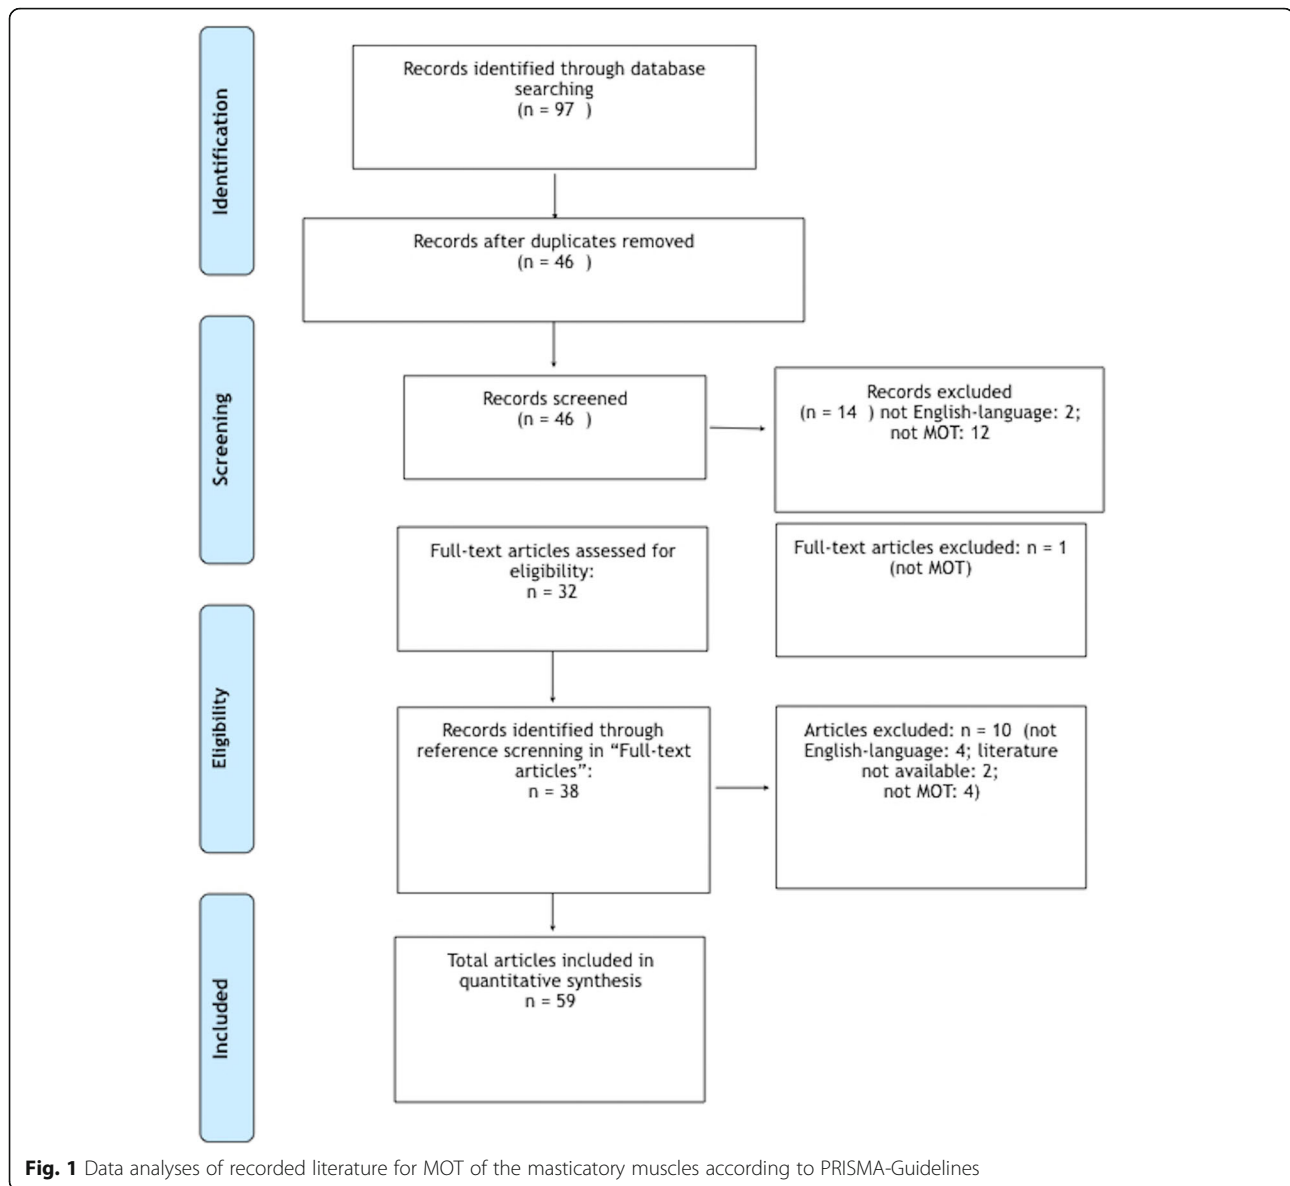 Identification
Records identified through database
searching
(n = 97 )
Records after duplicates removed
(n = 46 )
Screening
Records screened
(n = 46 )
Records excluded
(n = 14 ) not English-language: 2;
not MOT: 12
Full-text articles assessed for
eligibility:
n = 32
Full-text articles excluded: n = 1
(not MOT)
Eligibility
Records identified through
reference screnning in “Full-text
articles”:
n = 38
Articles excluded: n = 10 (not
English-language: 4; literature
not available: 2;
not MOT: 4)
Included
Total articles included in
quantitative synthesis
n = 59
Fig. 1 Data analyses of recorded literature for MOT of the masticatory muscles according to PRISMA-Guidelines